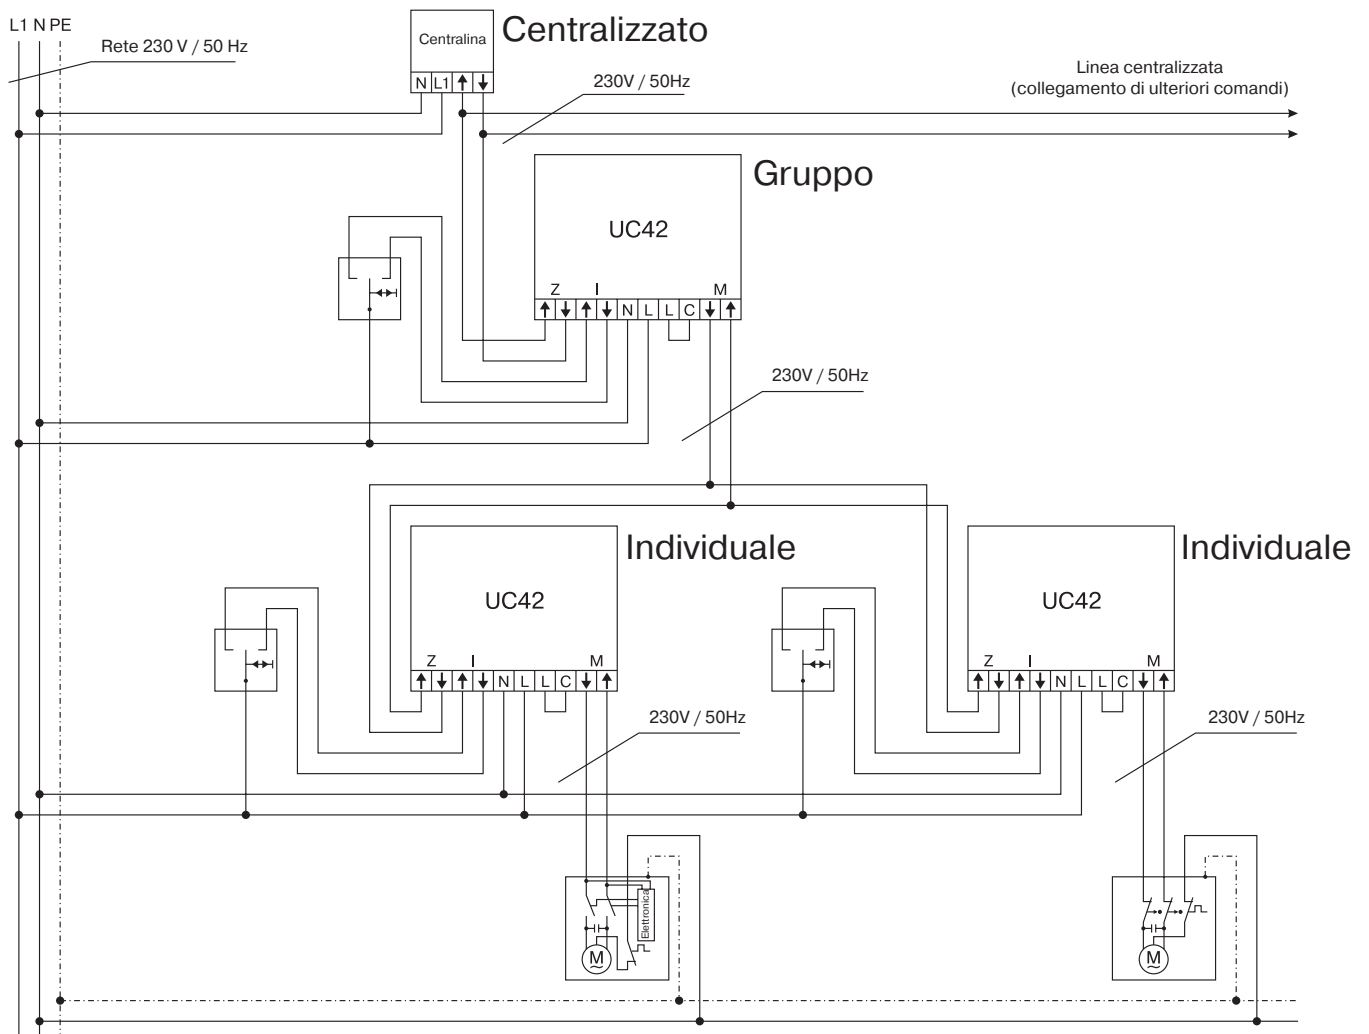 L1 N PE
Rete 230 V / 50 Hz
Centralina
N L1
Centralizzato
230V / 50Hz
Linea centralizzata
(collegamento di ulteriori comandi)
Gruppo
UC42
Z I M
N L L C
230V / 50Hz
Individuale
UC42
Z I M
N L L C
230V / 50Hz
Individuale
UC42
Z I M
N L L C
230V / 50Hz
Elettronica
M
M